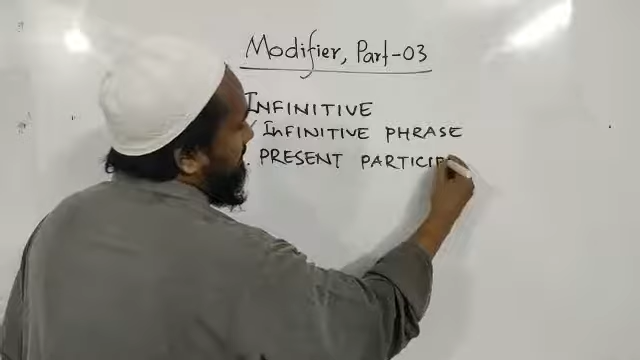 Modifier, Part-03
INFINITIVE
INFINITIVE PHRASE
PRESENT